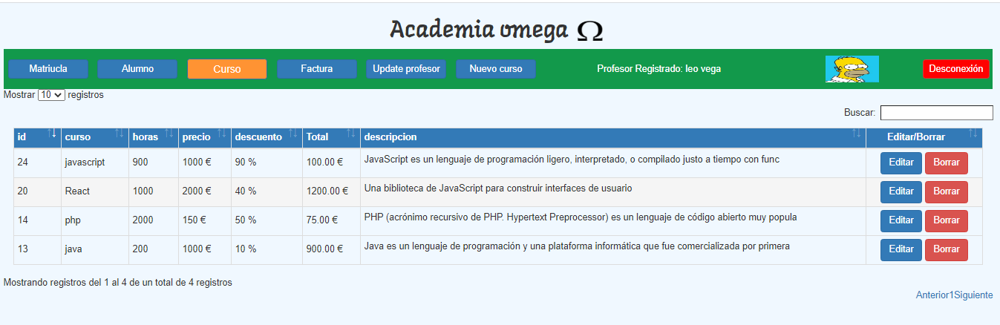 Academia omega Ω
Matriucla Alumno Curso Factura Update profesor Nuevo curso Profesor Registrado: leo vega Desconexión
Mostrar 10 registros
Buscar:
id curso horas precio descuento Total descripcion Editar/Borrar
24 javascript 900 1000 € 90 % 100.00 € JavaScript es un lenguaje de programación ligero, interpretado, o compilado justo a tiempo con func Editar Borrar
20 React 1000 2000 € 40 % 1200.00 € Una biblioteca de JavaScript para construir interfaces de usuario Editar Borrar
14 php 2000 150 € 50 % 75.00 € PHP (acrónimo recursivo de PHP. Hypertext Preprocessor) es un lenguaje de código abierto muy popula Editar Borrar
13 java 200 1000 € 10 % 900.00 € Java es un lenguaje de programación y una plataforma informática que fue comercializada por primera Editar Borrar
Mostrando registros del 1 al 4 de un total de 4 registros
Anterior1Siguiente